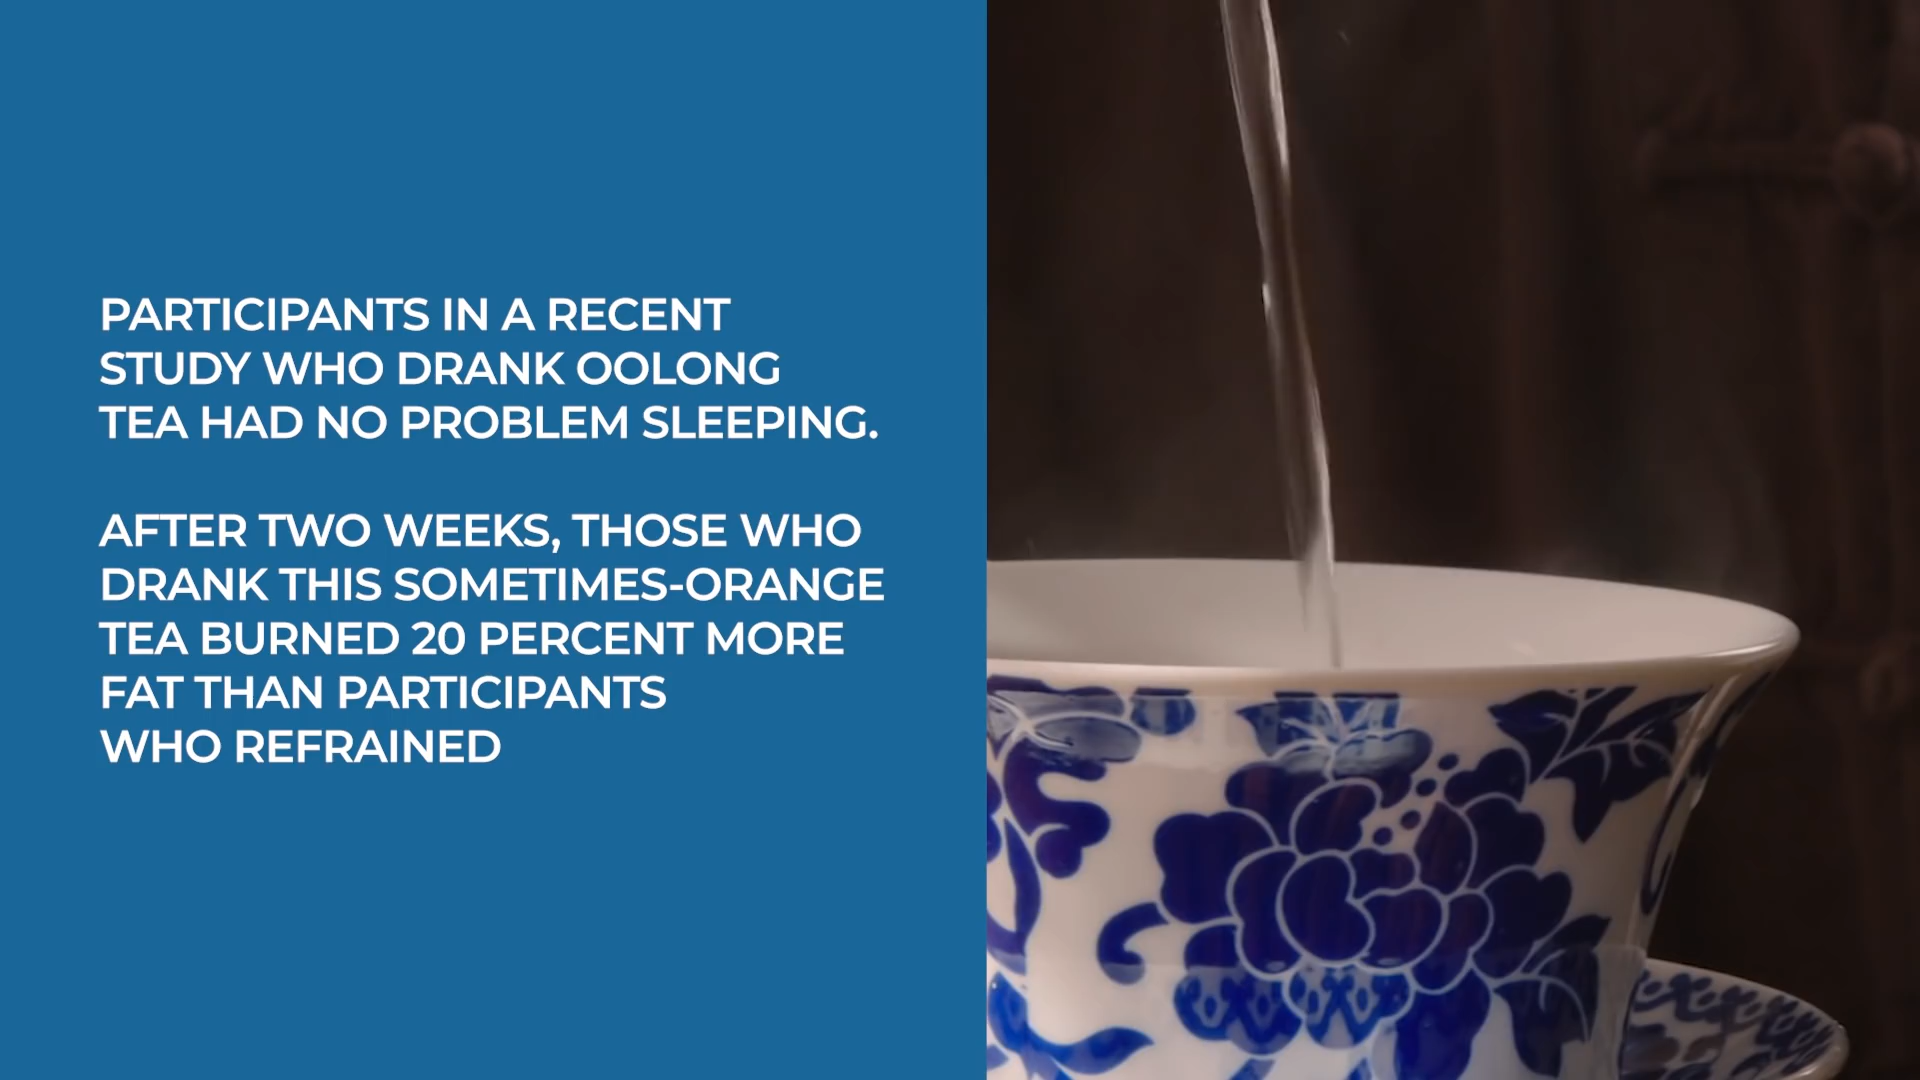 PARTICIPANTS IN A RECENT
STUDY WHO DRANK OOLONG
TEA HAD NO PROBLEM SLEEPING.
AFTER TWO WEEKS, THOSE WHO
DRANK THIS SOMETIMES-ORANGE
TEA BURNED 20 PERCENT MORE
FAT THAN PARTICIPANTS
WHO REFRAINED